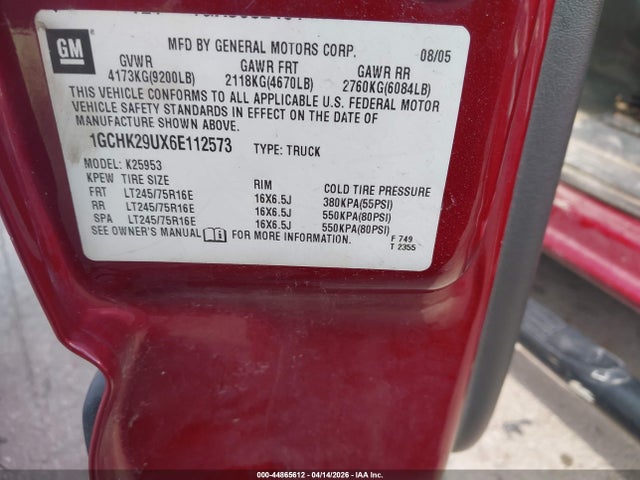 GM
MFD BY GENERAL MOTORS CORP. 08/05
GVWR GAWR FRT GAWR RR
4173KG(9200LB) 2118KG(4670LB) 2760KG(6084LB)
THIS VEHICLE CONFORMS TO ALL APPLICABLE U.S. FEDERAL MOTOR
VEHICLE SAFETY STANDARDS IN EFFECT ON THE DATE OF
MANUFACTURE SHOWN ABOVE.
1GCHK29UX6E112573 TYPE: TRUCK
MODEL: K25953
KPEW TIRE SIZE RIM COLD TIRE PRESSURE
FRT LT245/75R16E 16X6.5J 380KPA(55PSI)
RR LT245/75R16E 16X6.5J 550KPA(80PSI)
SPA LT245/75R16E 16X6.5J 550KPA(80PSI)
SEE OWNER'S MANUAL FOR MORE INFORMATION.
F 749
T 2355
000-44865612 - 04/14/2026 - IAA Inc.